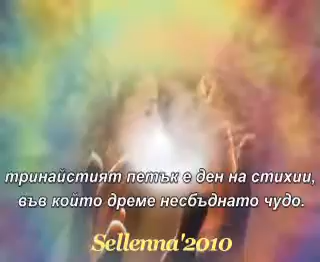 тринайстият петък е ден на стихии,
във който дреме несбъднато чудо.
Sellenna'2010